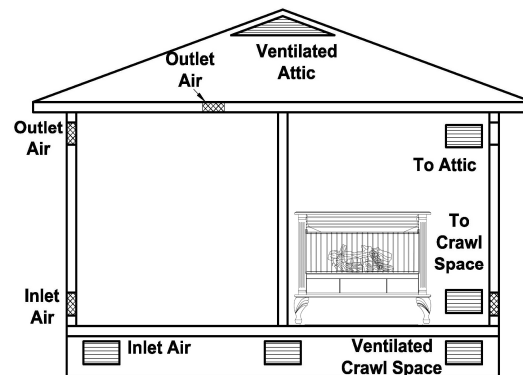 Ventilated
Attic
Outlet
Air
Outlet
Air
To Attic
To
Crawl
Space
Inlet
Air
Inlet Air
Ventilated
Crawl Space